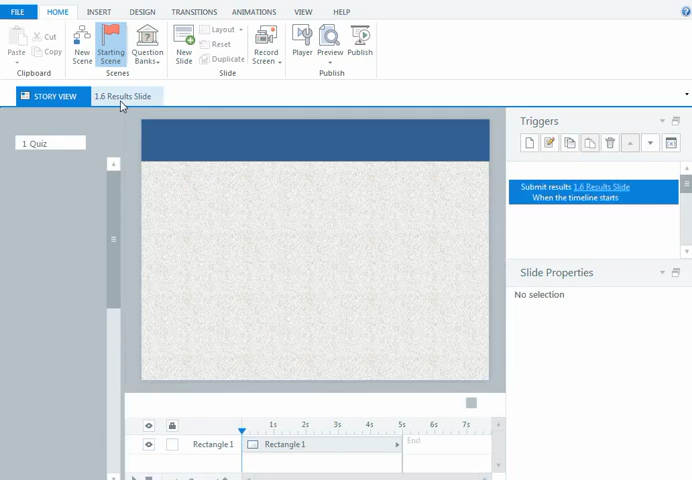 FILE HOME INSERT DESIGN TRANSITIONS ANIMATIONS VIEW HELP
Paste Cut Copy
New Scene Starting Scene Question Banks
New Slide Layout Reset Duplicate
Record Screen Player Preview Publish
Clipboard Scenes Slide Publish
STORY VIEW 1.6 Results Slide
1 Quiz
Triggers
Submit results 1.6 Results Slide
When the timeline starts
Slide Properties
No selection
1s 2s 3s 4s 5s 6s 7s
Rectangle 1 Rectangle 1 End